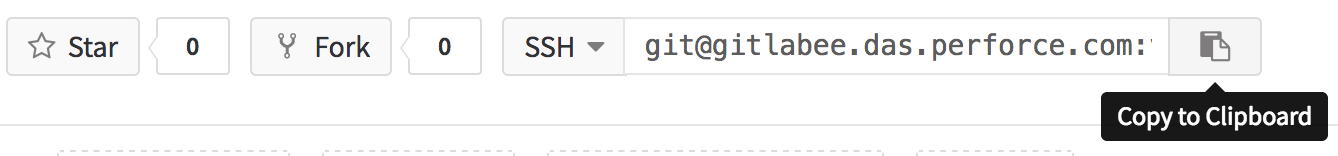 Star 0 Fork 0 SSH git@gitlabee.das.perforce.com:
Copy to Clipboard